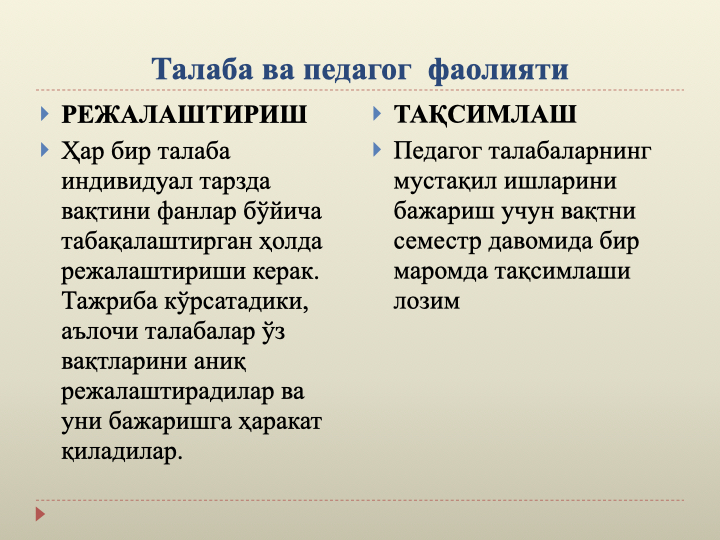 Талаба ва педагог фаолияти
РЕЖАЛАШТИРИШ
Ҳар бир талаба
индивидуал тарзда
вақтини фанлар бўйича
табақалаштирган ҳолда
режалаштириши керак.
Тажриба кўрсатадики,
аълочи талабалар ўз
вақтларини аниқ
режалаштирадилар ва
уни бажаришга ҳаракат
қиладилар.
ТАҚСИМЛАШ
Педагог талабаларнинг
мустақил ишларини
бажариш учун вақтни
семестр давомида бир
маромда тақсимлаши
лозим